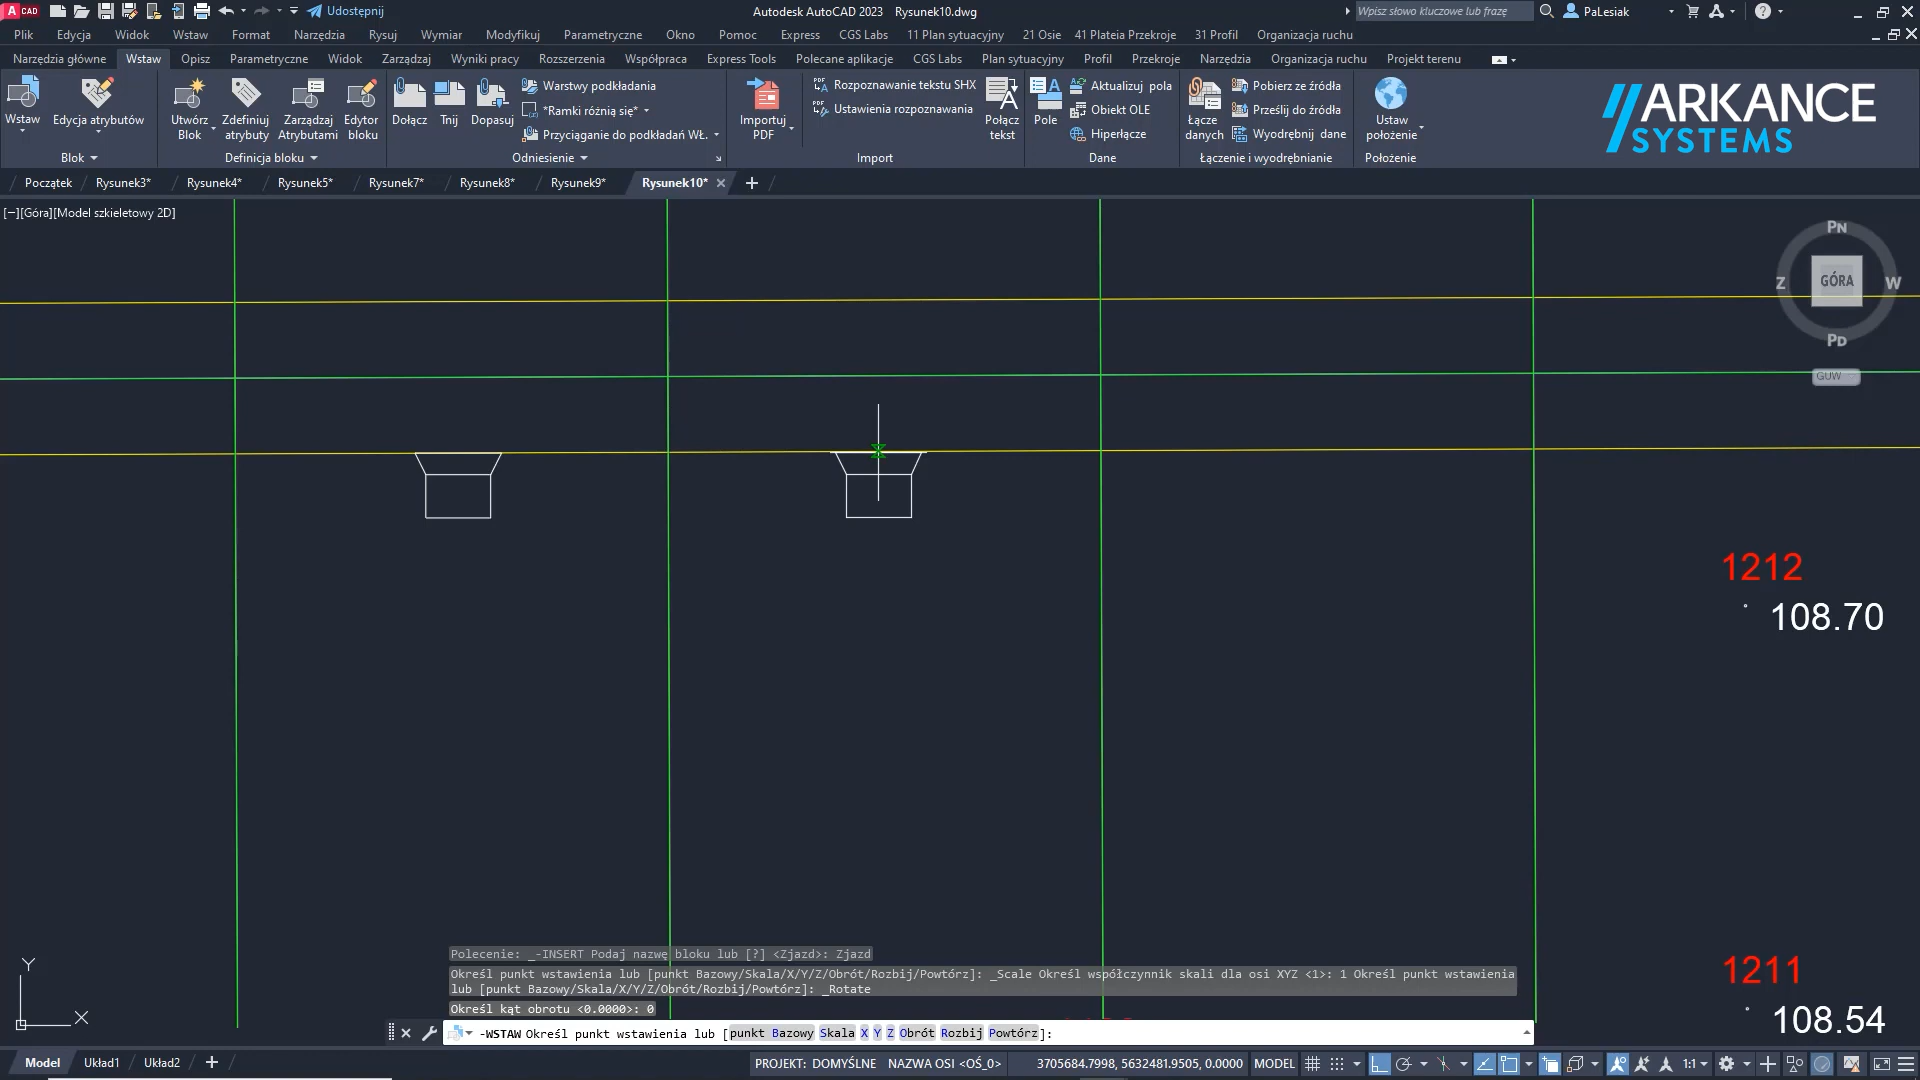 A CAD
Udostępnij
Autodesk AutoCAD 2023 Rysunek10.dwg
Wpisz słowo kluczowe lub frazę
PaLesiak
Plik Edycja Widok Wstaw Format Narzędzia Rysuj Wymiar Modyfikuj Parametryczne Okno Pomoc Express CGS Labs 11 Plan sytuacyjny 21 Osie 41 Plateia Przekroje 31 Profil Organizacja ruchu
Narzędzia główne Wstaw Opisz Parametryczne Widok Zarządzaj Wyniki pracy Rozszerzenia Współpraca Express Tools Polecane aplikacje CGS Labs Plan sytuacyjny Profil Przekroje Narzędzia Organizacja ruchu Projekt terenu
Wstaw
Edycja atrybutów
Blok
Utwórz Blok
Zdefiniuj atrybuty
Zarządzaj Atrybutami
Edytor bloku
Definicja bloku
Dołącz
Tnij
Dopasuj
Warstwy podkładania
*Ramki różnią się*
Przyciąganie do podkładań WŁ.
Odniesienie
Importuj PDF
Rozpoznawanie tekstu SHX
Ustawienia rozpoznawania
Połącz tekst
Import
Pole
Aktualizuj pola
Obiekt OLE
Hiperłącze
Dane
Łącze danych
Pobierz ze źródła
Prześlij do źródła
Wyodrębnij dane
Łączenie i wyodrębnianie
Ustaw położenie
Położenie
ARKANCE
SYSTEMS
Początek Rysunek3* Rysunek4* Rysunek5* Rysunek7* Rysunek8* Rysunek9* Rysunek10*
[−][Góra][Model szkieletowy 2D]
PN
Z GÓRA W
PD
GUW
1212
108.70
1211
108.54
Y
X
Polecenie: _-INSERT Podaj nazwę bloku lub [?] <Zjazd>: Zjazd
Określ punkt wstawienia lub [punkt Bazowy/Skala/X/Y/Z/Obrót/Rozbij/Powtórz]: _Scale Określ współczynnik skali dla osi XYZ <1>: 1 Określ punkt wstawienia
lub [punkt Bazowy/Skala/X/Y/Z/Obrót/Rozbij/Powtórz]: _Rotate
Określ kąt obrotu <0.0000>: 0
-WSTAW Określ punkt wstawienia lub [punkt Bazowy Skala X Y Z Obrót Rozbij Powtórz]:
Model Układ1 Układ2
PROJEKT: DOMYŚLNE NAZWA OSI <OŚ_0> 3705684.7998, 5632481.9505, 0.0000 MODEL 1:1